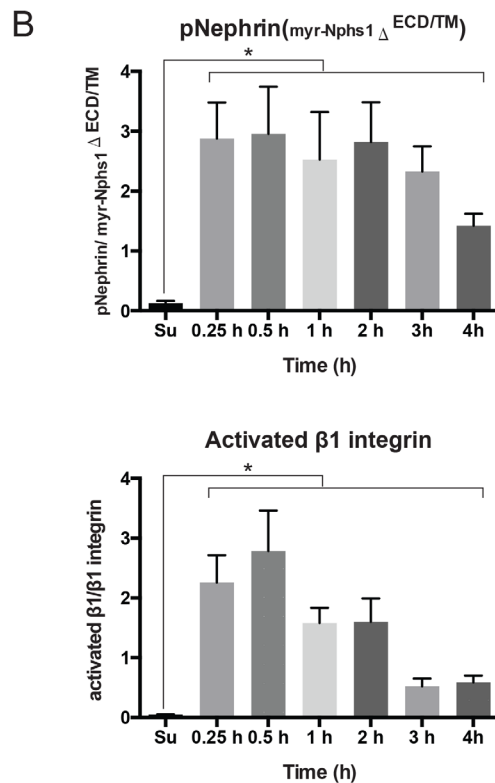 B
pNephrin(myr-Nphs1 Δ ECD/TM)
*
pNephrin/ myr-Nphs1 Δ ECD/TM
4
3
2
1
0
Su 0.25 h 0.5 h 1 h 2 h 3h 4h
Time (h)
Activated β1 integrin
*
activated β1/β1 integrin
4
3
2
1
0
Su 0.25 h 0.5 h 1 h 2 h 3 h 4h
Time (h)